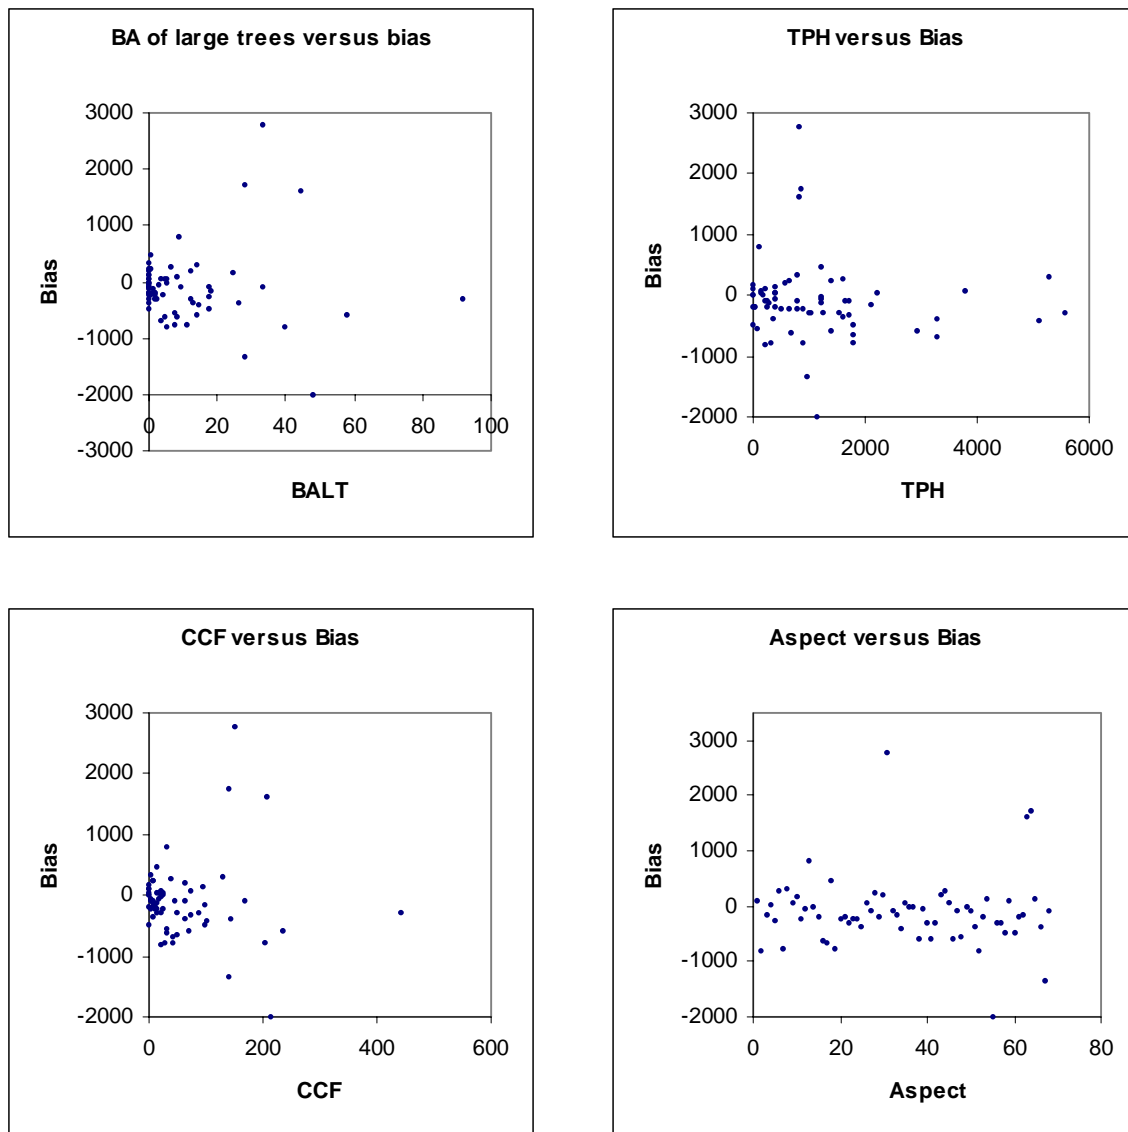 BA of large trees versus bias
3000
2000
1000
0
-1000
-2000
-3000
Bias
0 20 40 60 80 100
BALT
TPH versus Bias
3000
2000
1000
0
-1000
-2000
Bias
0 2000 4000 6000
TPH
CCF versus Bias
3000
2000
1000
0
-1000
-2000
Bias
0 200 400 600
CCF
Aspect versus Bias
3000
2000
1000
0
-1000
-2000
Bias
0 20 40 60 80
Aspect